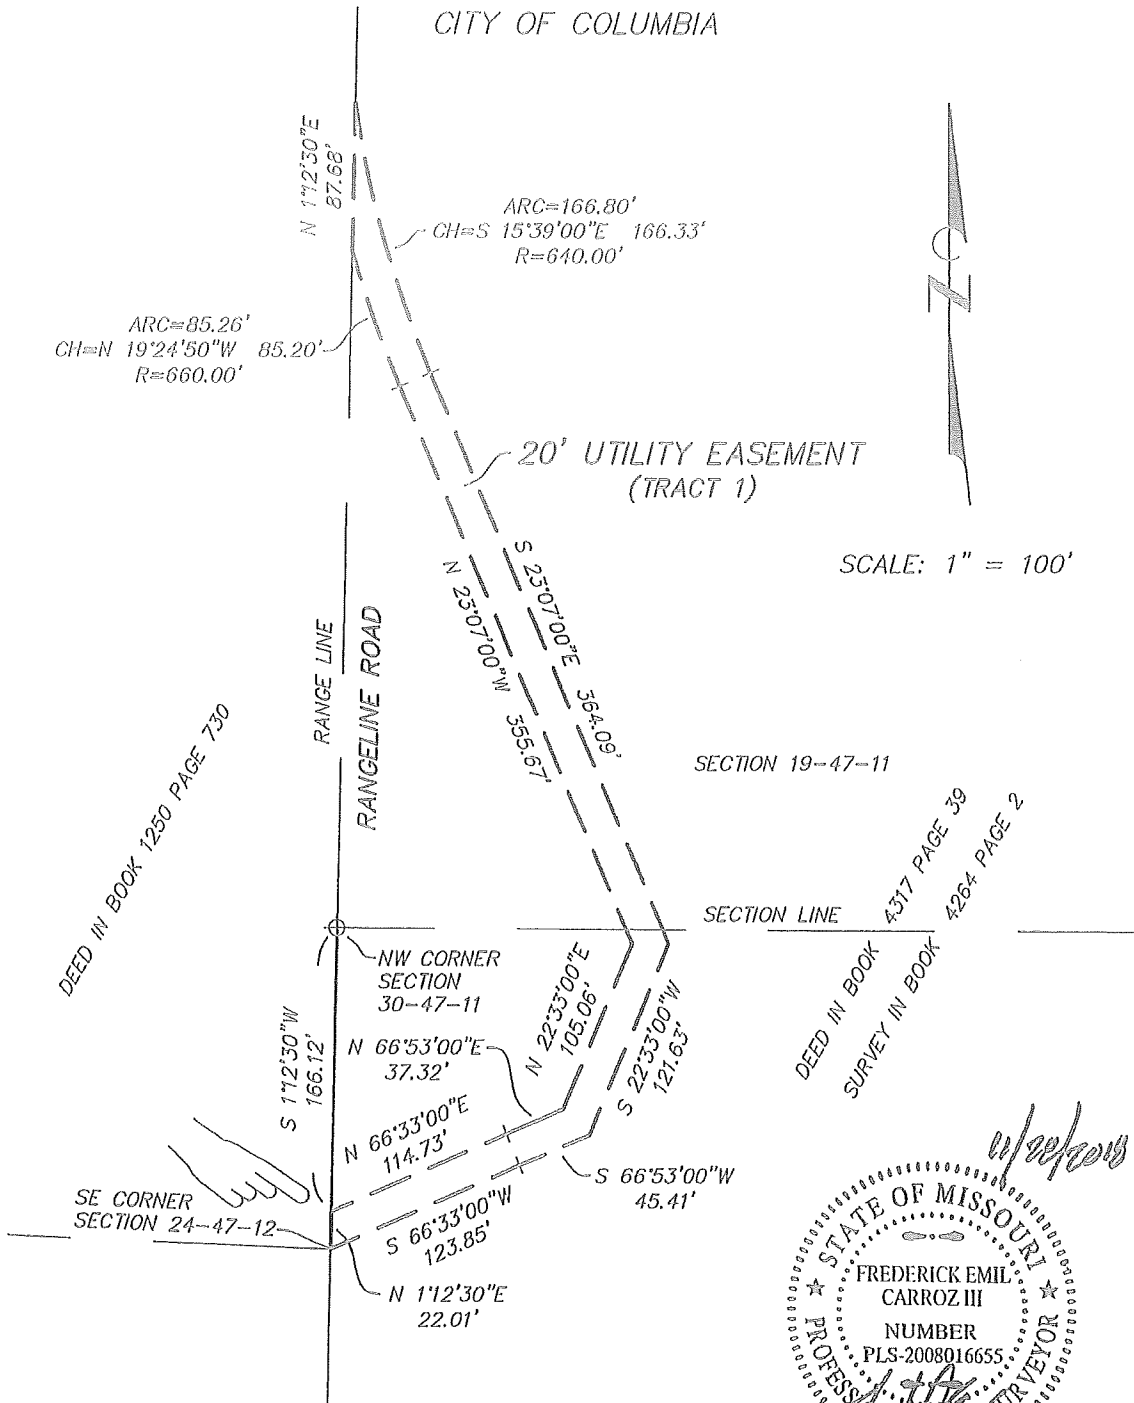 CITY OF COLUMBIA
N 1°12'30"E
87.68'
ARC=166.80'
CH=S 15°39'00"E 166.33'
R=640.00'
ARC=85.26'
CH=N 19°24'50"W 85.20'
R=660.00'
N
20' UTILITY EASEMENT
(TRACT 1)
SCALE: 1" = 100'
S 23°07'00"E 364.09'
N 23°07'00"W 355.67'
RANGE LINE
RANGELINE ROAD
DEED IN BOOK 1250 PAGE 730
SECTION 19-47-11
DEED IN BOOK 4317 PAGE 39
SURVEY IN BOOK 4264 PAGE 2
SECTION LINE
NW CORNER
SECTION
30-47-11
N 22°33'00"E
105.06'
S 22°33'00"W
121.63'
S 1°12'30"W
166.12'
N 66°53'00"E
37.32'
N 66°33'00"E
114.73'
S 66°53'00"W
45.41'
SE CORNER
SECTION 24-47-12
S 66°33'00"W
123.85'
N 1°12'30"E
22.01'
11/20/2018
STATE OF MISSOURI
FREDERICK EMIL
CARROZ III
NUMBER
PLS-2008016655